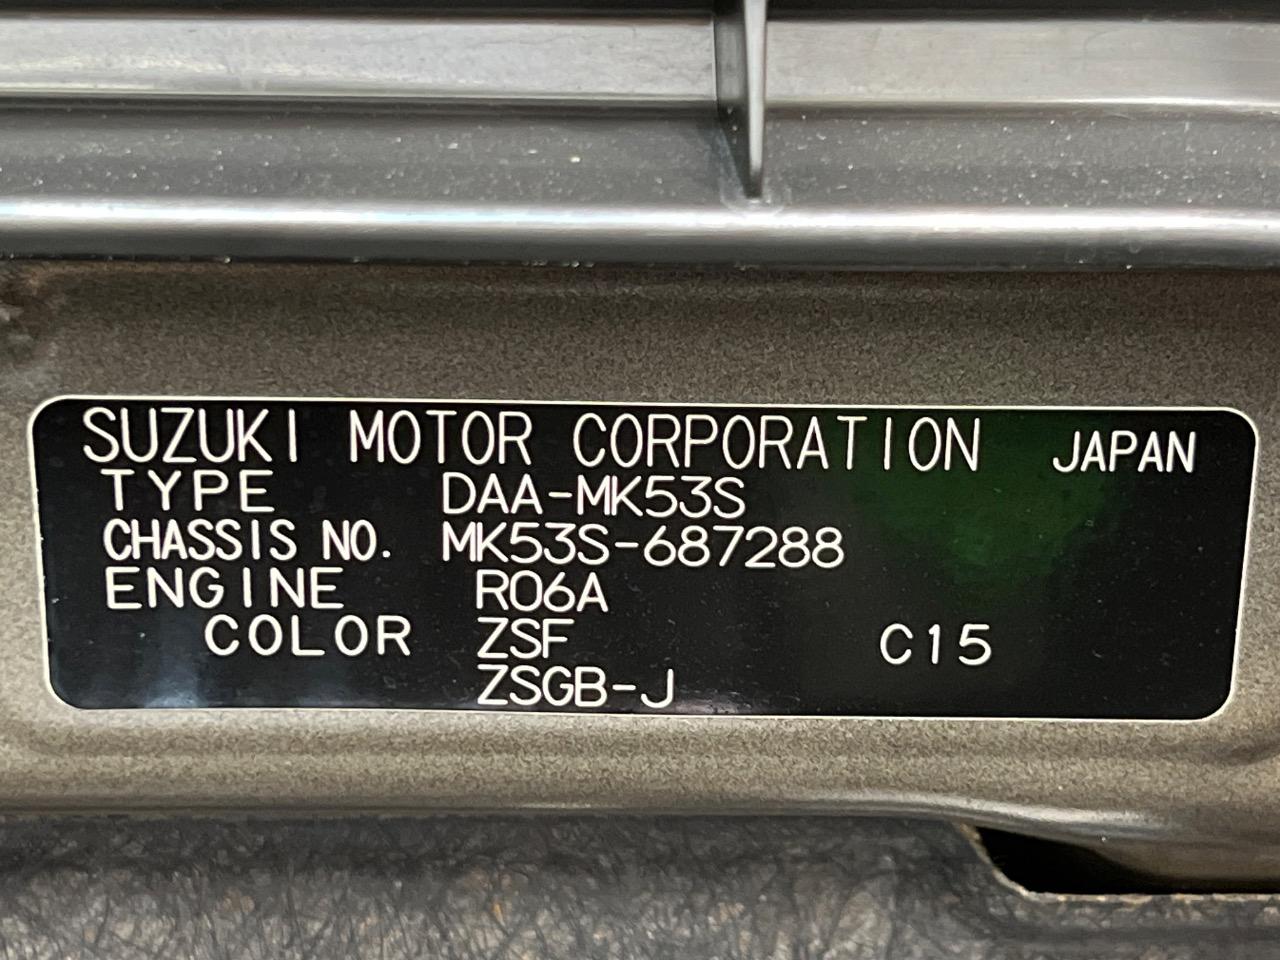 SUZUKI MOTOR CORPORATION JAPAN
TYPE DAA-MK53S
CHASSIS NO. MK53S-687288
ENGINE R06A
COLOR ZSF C15
ZSGB-J